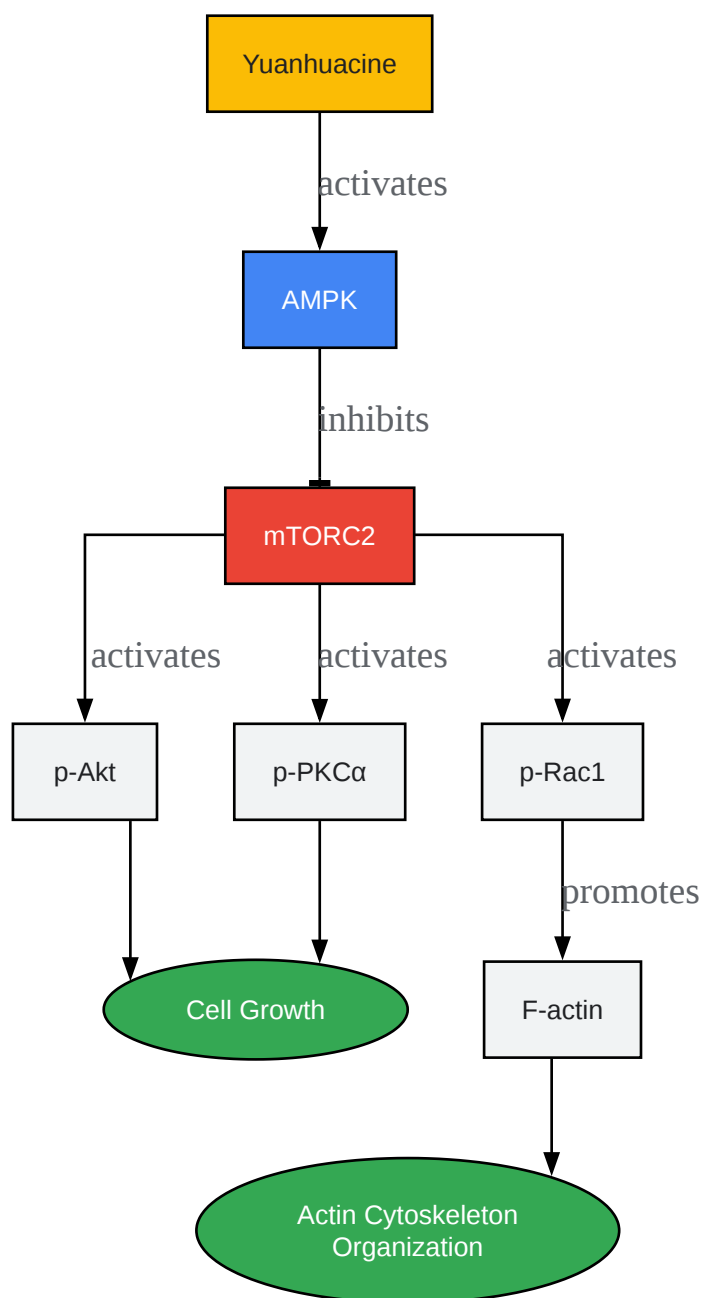 Yuanhuacine
activates
AMPK
inhibits
mTORC2
activates
activates
activates
p-Akt
p-PKCα
p-Rac1
promotes
Cell Growth
F-actin
Actin Cytoskeleton
Organization